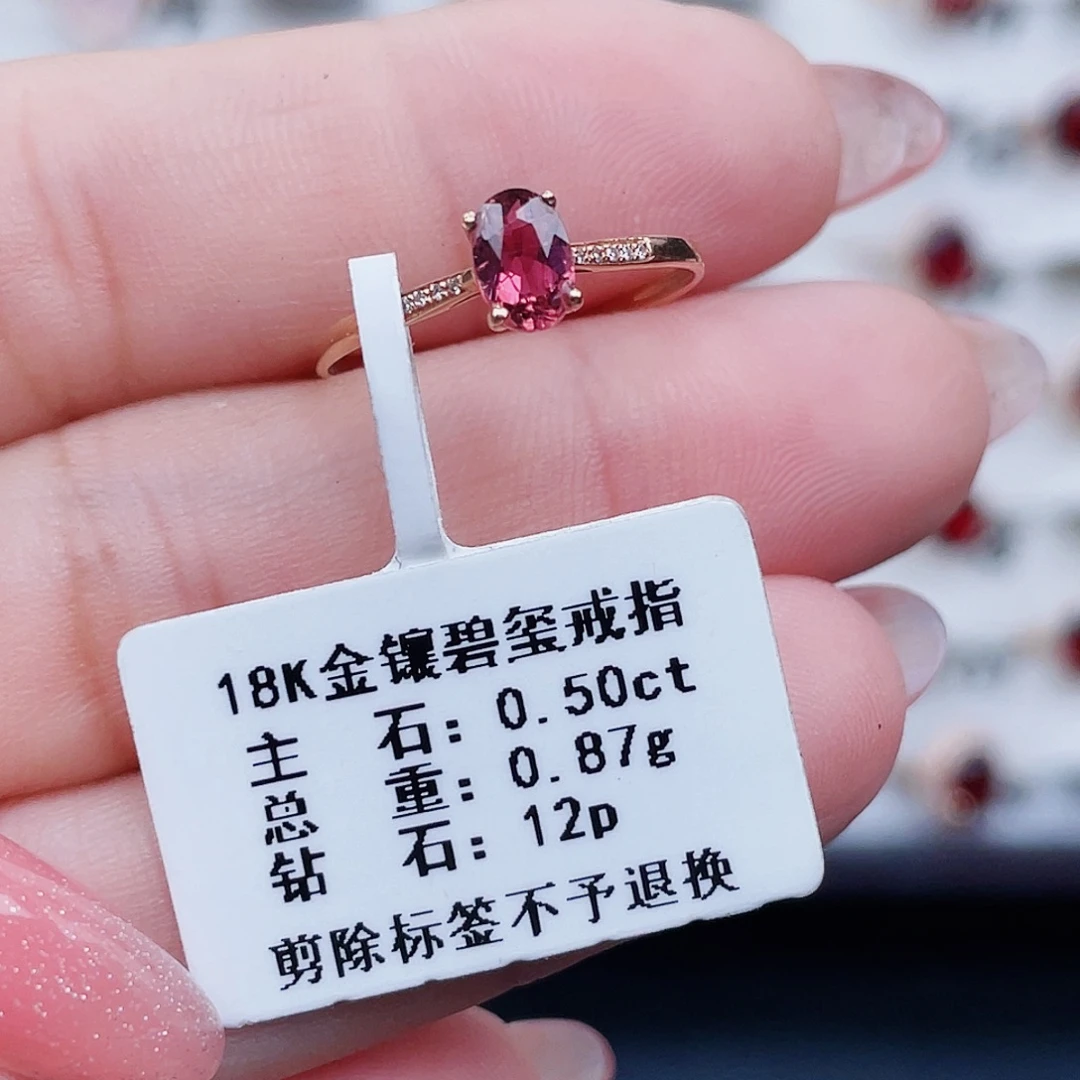 18K金镶碧玺戒指
主 石：0.50ct
总 重：0.87g
钻 石：12p
剪除标签不予退换